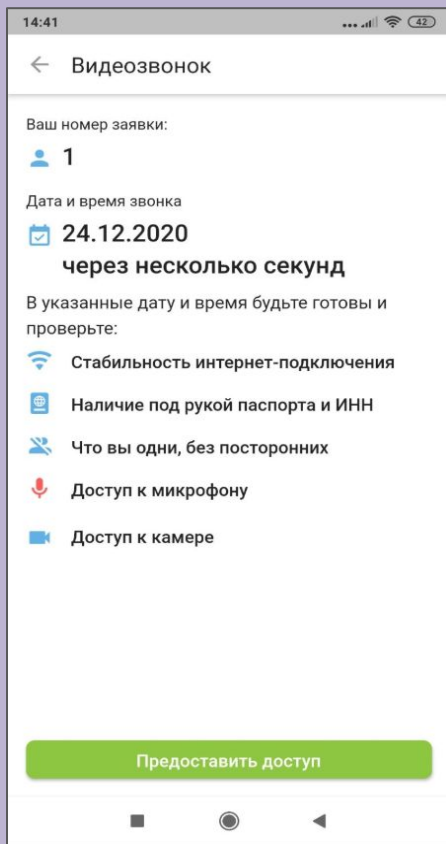 14:41
42
Видеозвонок
Ваш номер заявки:
1
Дата и время звонка
24.12.2020
через несколько секунд
В указанные дату и время будьте готовы и
проверьте:
Стабильность интернет-подключения
Наличие под рукой паспорта и ИНН
Что вы одни, без посторонних
Доступ к микрофону
Доступ к камере
Предоставить доступ